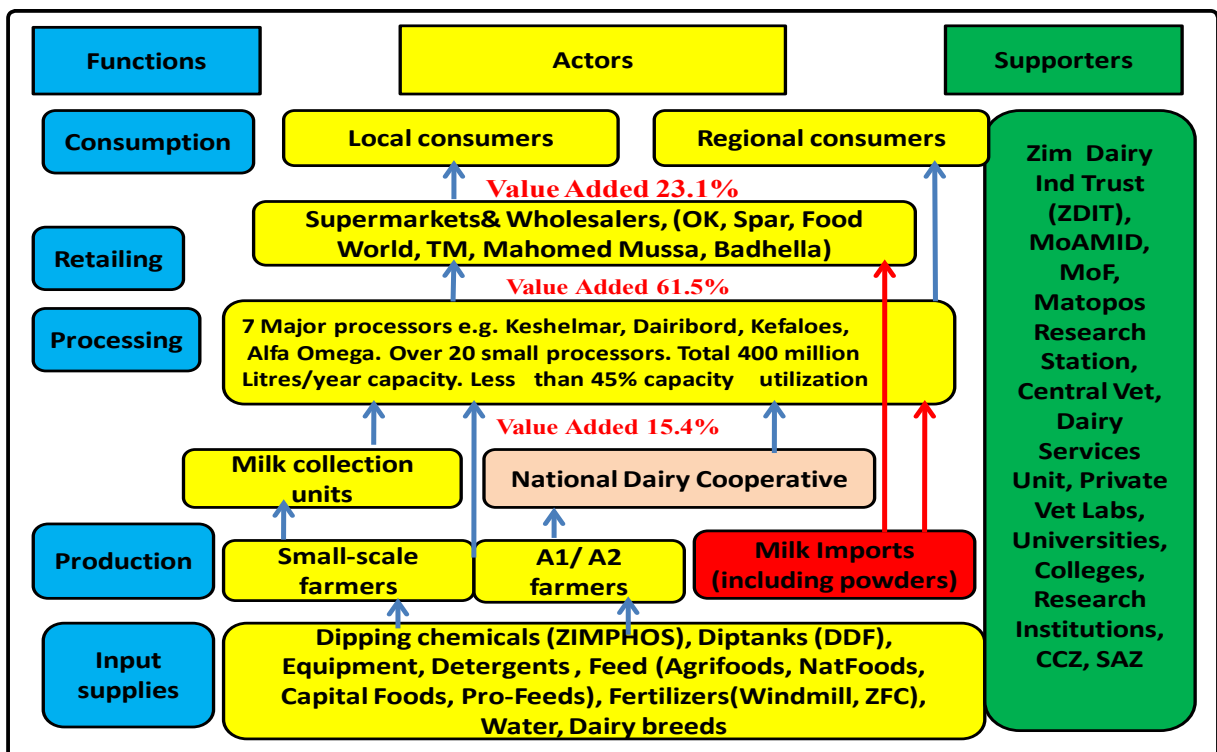 Functions
Actors
Supporters
Consumption
Local consumers
Regional consumers
Value Added 23.1%
Retailing
Supermarkets& Wholesalers, (OK, Spar, Food
World, TM, Mahomed Mussa, Badhella)
Value Added 61.5%
Processing
7 Major processors e.g. Keshelmar, Dairibord, Kefaloes,
Alfa Omega. Over 20 small processors. Total 400 million
Litres/year capacity. Less than 45% capacity utilization
Value Added 15.4%
Milk collection
units
National Dairy Cooperative
Production
Small-scale
farmers
A1/ A2
farmers
Milk Imports
(including powders)
Input
supplies
Dipping chemicals (ZIMPHOS), Diptanks (DDF),
Equipment, Detergents , Feed (Agrifoods, NatFoods,
Capital Foods, Pro-Feeds), Fertilizers(Windmill, ZFC),
Water, Dairy breeds
Zim Dairy
Ind Trust
(ZDIT),
MoAMID,
MoF,
Matopos
Research
Station,
Central Vet,
Dairy
Services
Unit, Private
Vet Labs,
Universities,
Colleges,
Research
Institutions,
CCZ, SAZ